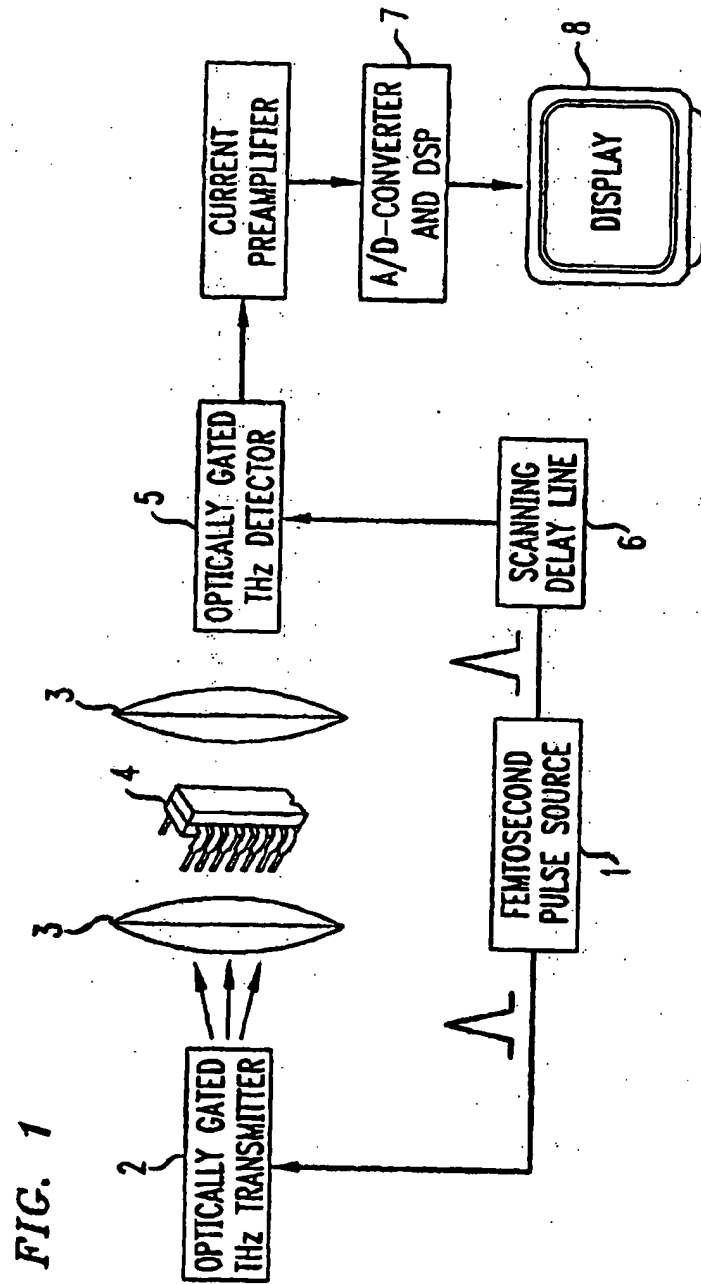 FIG. 1
2
OPTICALLY GATED
THz TRANSMITTER
3
4
3
5
OPTICALLY GATED
THz DETECTOR
CURRENT
PREAMPLIFIER
A/D-CONVERTER
AND DSP
7
DISPLAY
8
FEMTOSECOND
PULSE SOURCE
1
SCANNING
DELAY LINE
6